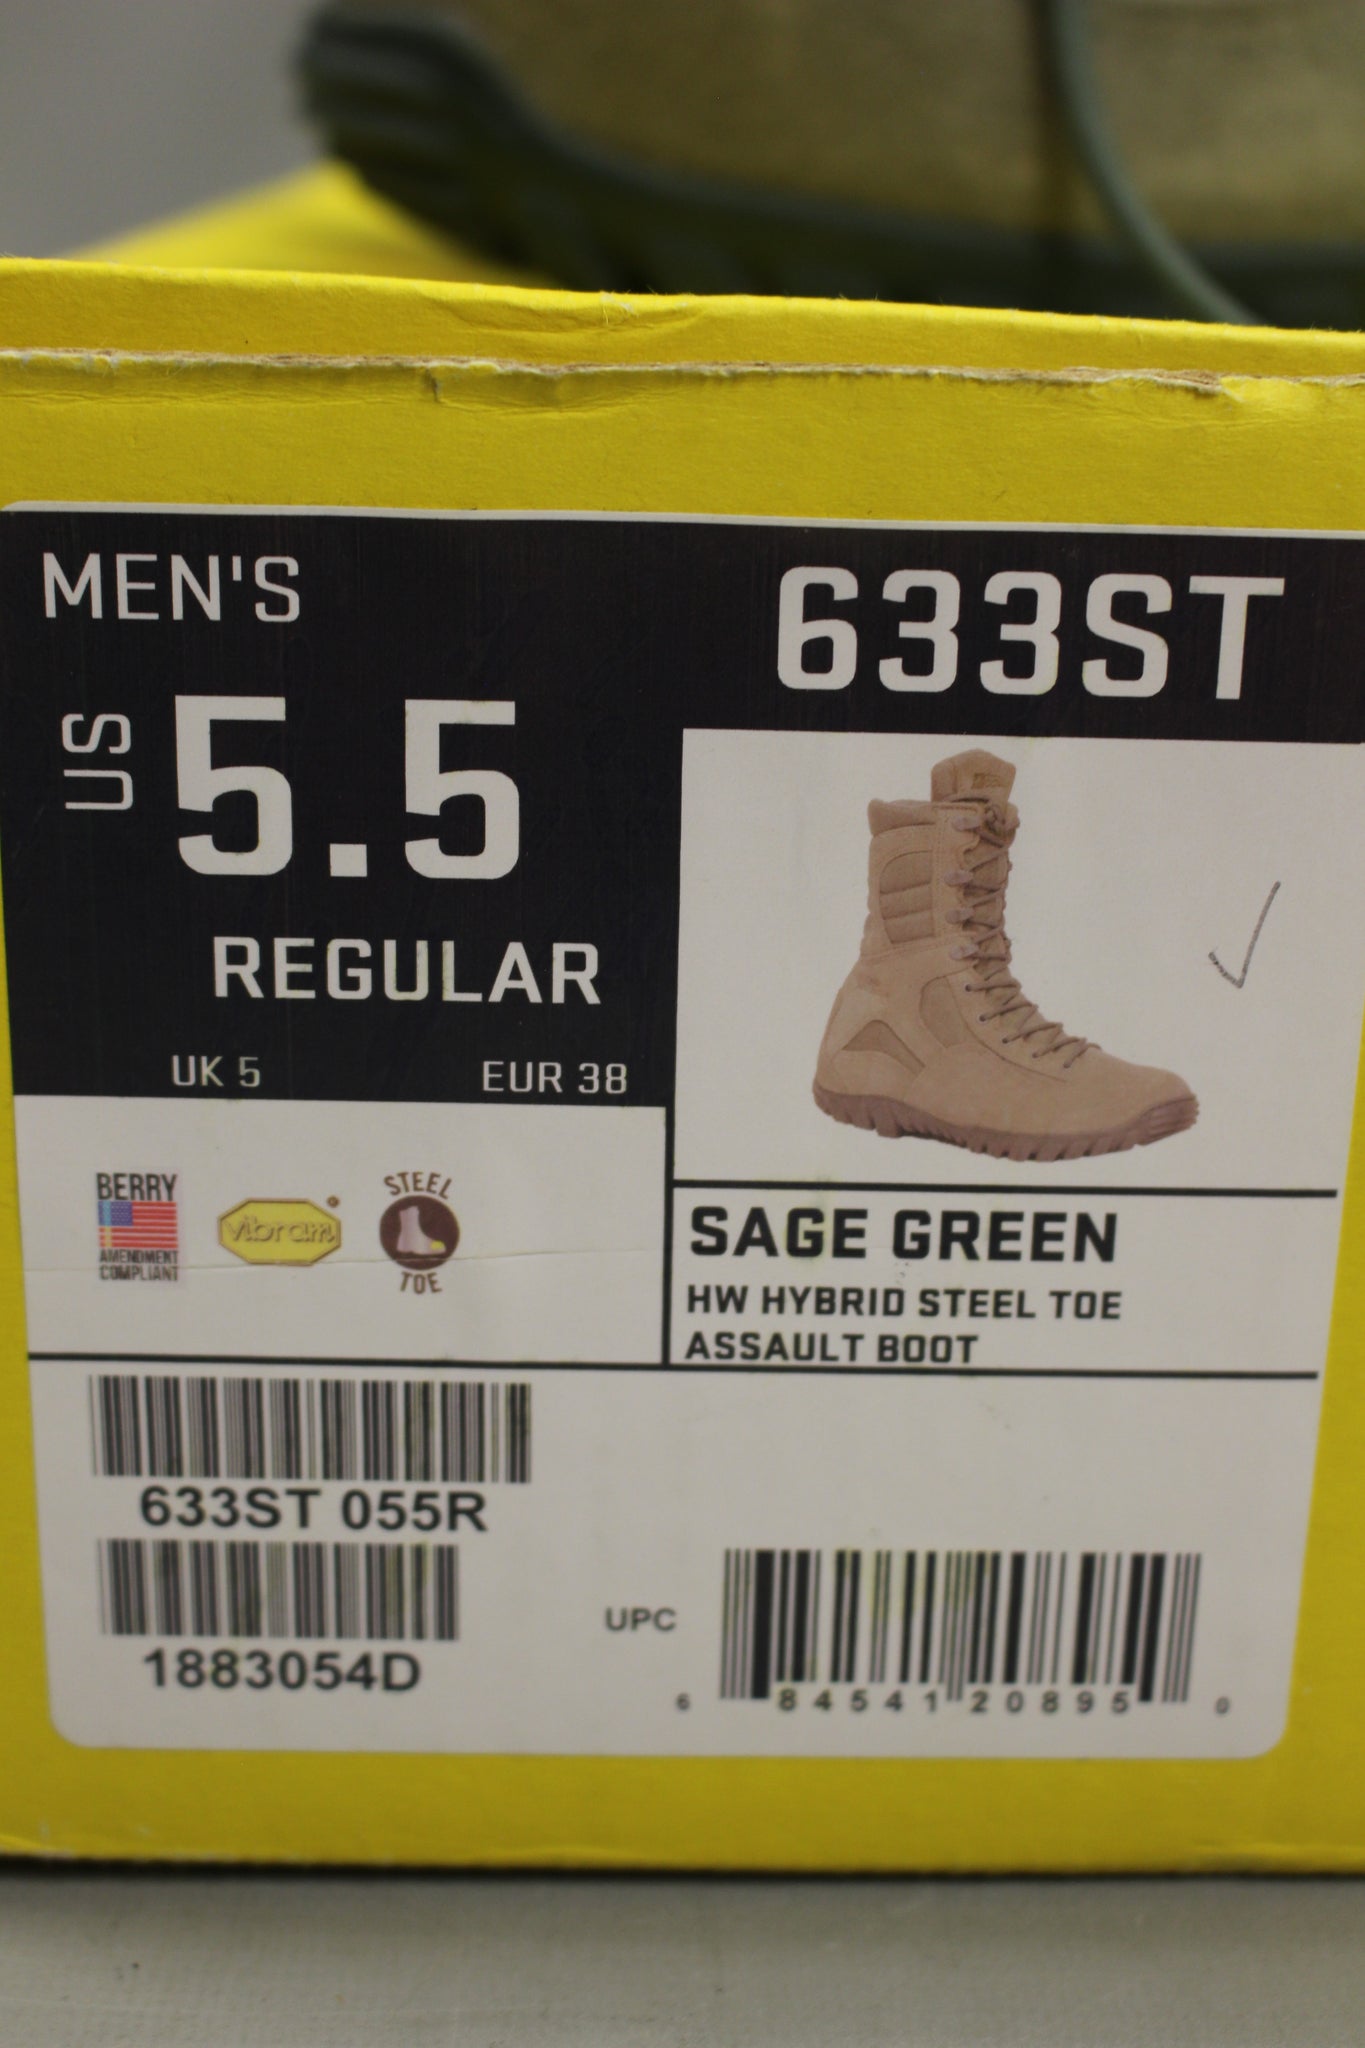 MEN'S
633ST
US 5.5
REGULAR
UK 5 EUR 38
BERRY
AMENDMENT
COMPLIANT
vibram
STEEL
TOE
SAGE GREEN
HW HYBRID STEEL TOE
ASSAULT BOOT
633ST 055R
1883054D
UPC
6 84541 20895 0